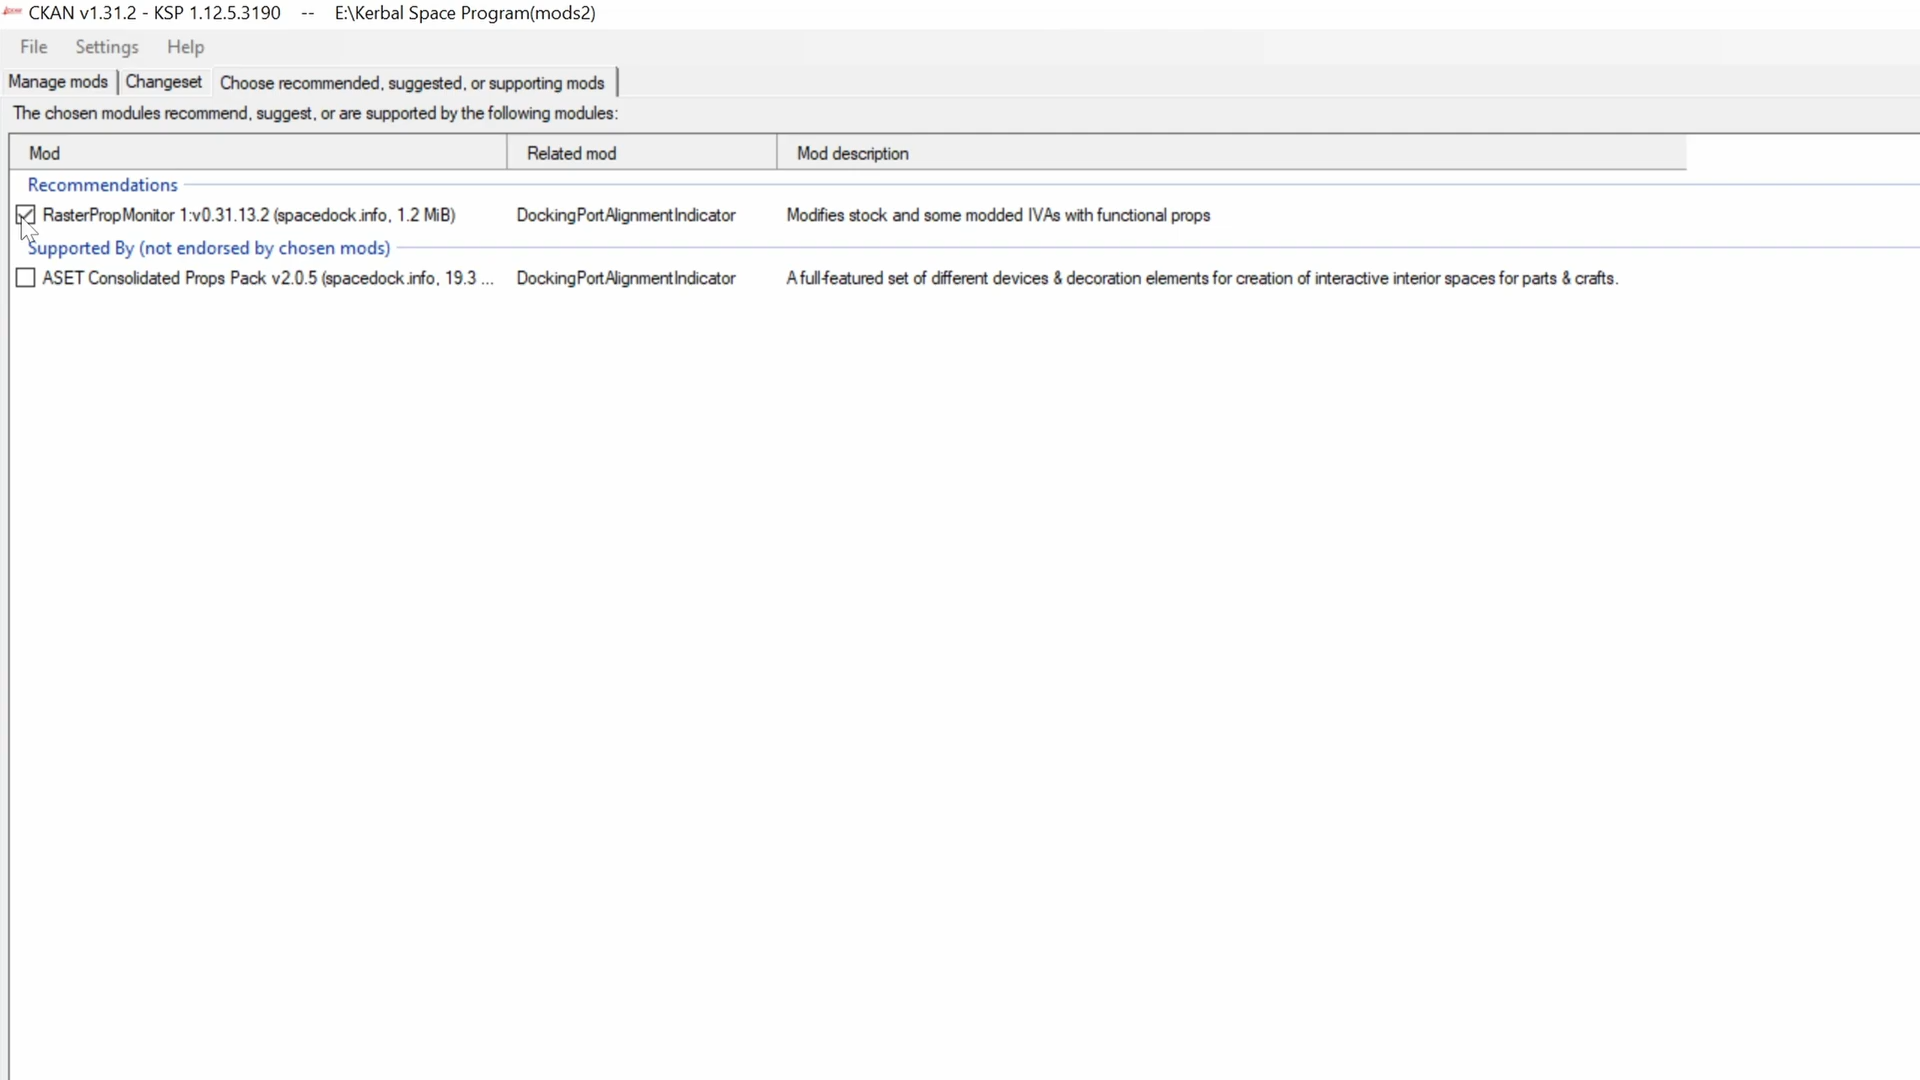 CKAN v1.31.2 - KSP 1.12.5.3190 -- E:\Kerbal Space Program(mods2)
File Settings Help
Manage mods Changeset Choose recommended, suggested, or supporting mods
The chosen modules recommend, suggest, or are supported by the following modules:
Mod Related mod Mod description
Recommendations
RasterPropMonitor 1:v0.31.13.2 (spacedock.info, 1.2 MiB) DockingPortAlignmentIndicator Modifies stock and some modded IVAs with functional props
Supported By (not endorsed by chosen mods)
ASET Consolidated Props Pack v2.0.5 (spacedock.info, 19.3 ... DockingPortAlignmentIndicator A full-featured set of different devices & decoration elements for creation of interactive interior spaces for parts & crafts.